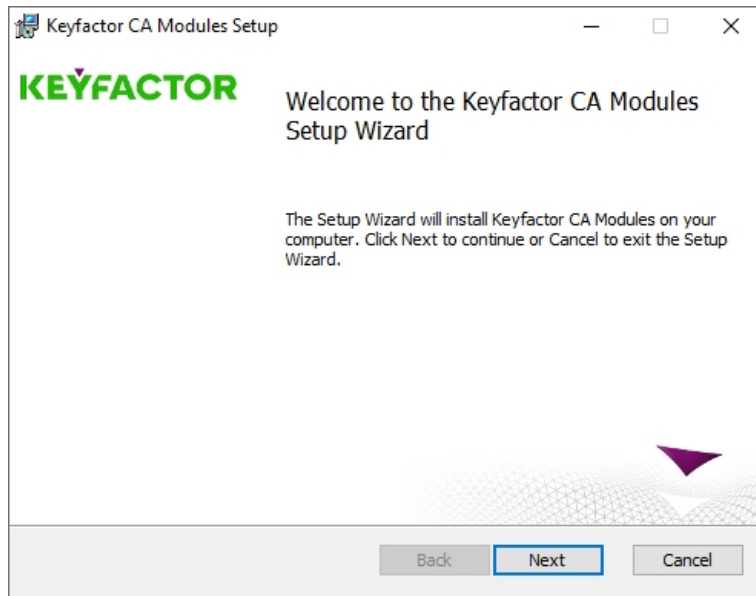 Keyfactor CA Modules Setup
KEYFACTOR
Welcome to the Keyfactor CA Modules
Setup Wizard
The Setup Wizard will install Keyfactor CA Modules on your
computer. Click Next to continue or Cancel to exit the Setup
Wizard.
Back Next Cancel